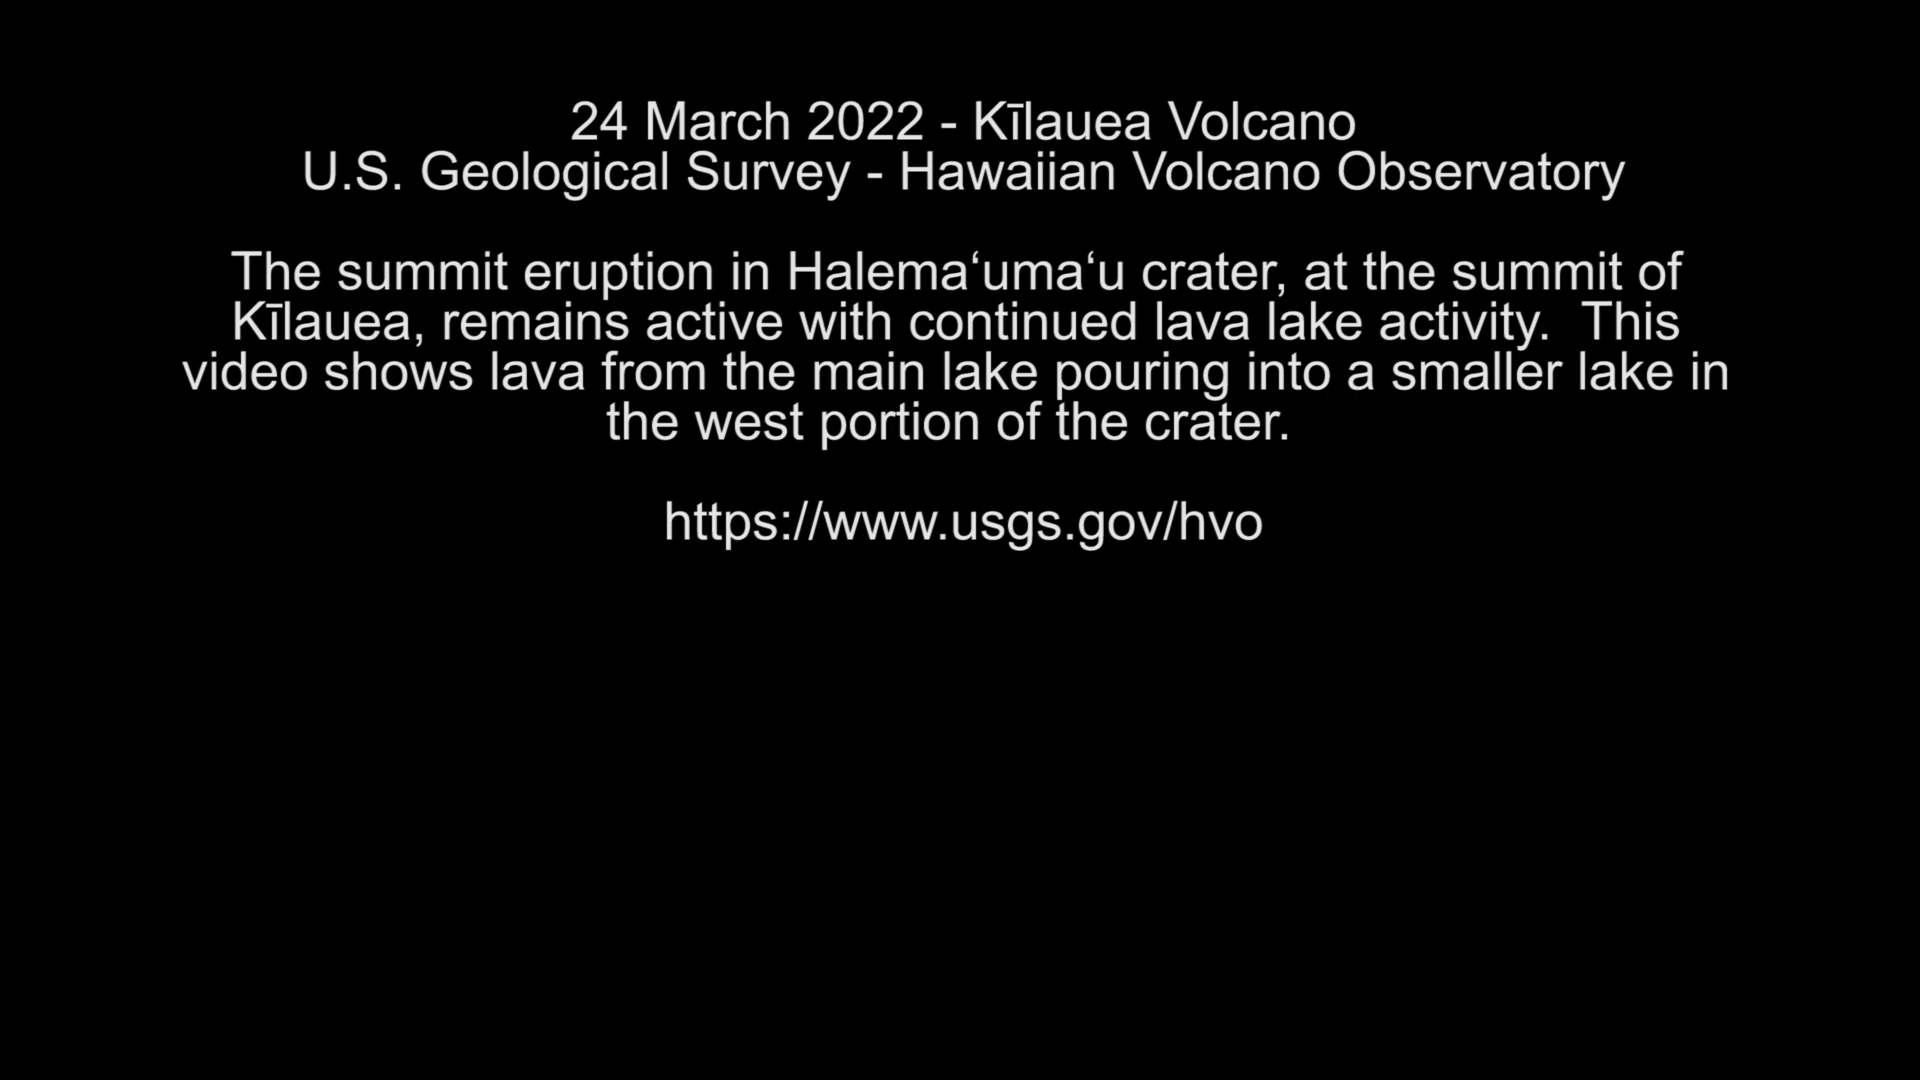 24 March 2022 - Kīlauea Volcano
U.S. Geological Survey - Hawaiian Volcano Observatory
The summit eruption in Halemaʻumaʻu crater, at the summit of
Kīlauea, remains active with continued lava lake activity.  This
video shows lava from the main lake pouring into a smaller lake in
the west portion of the crater.
https://www.usgs.gov/hvo